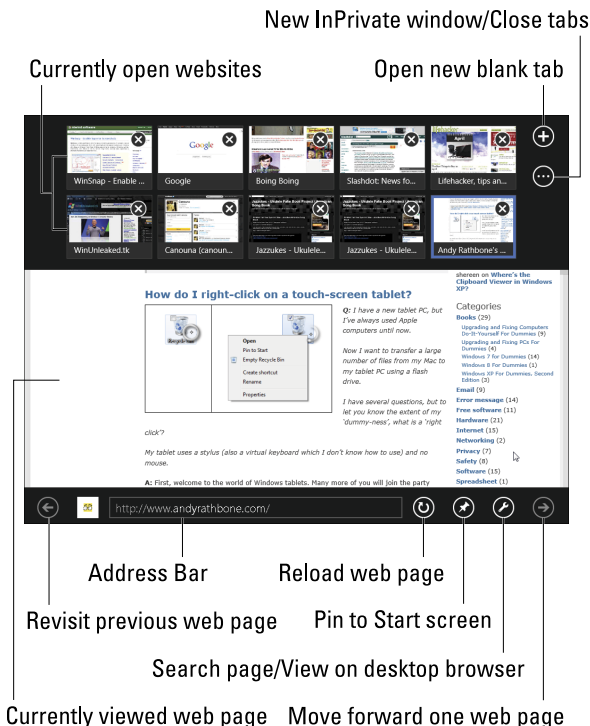 New InPrivate window/Close tabs
Currently open websites
Open new blank tab
Google
WinSnap - Enable ...
Google
Boing Boing
Slashdot: News fo...
Lifehacker, tips an...
WinUnleaked.tk
Canouna (canoun...
Jazzukes - Ukulele...
Jazzukes - Ukulele...
Andy Rathbone's ...
How do I right-click on a touch-screen tablet?
Recycle Bin
Open
Pin to Start
Empty Recycle Bin
Create shortcut
Rename
Properties
Q: I have a new tablet PC, but
I've always used Apple
computers until now.
Now I want to transfer a large
number of files from my Mac to
my tablet PC using a flash
drive.
I have several questions, but to
let you know the extent of my
'dummy-ness', what is a 'right
click'?
My tablet uses a stylus (also a virtual keyboard which I don't know how to use) and no
mouse.
A: First, welcome to the world of Windows tablets. Many more of you will join the party
shereen on Where's the
Clipboard Viewer in Windows
XP?
Categories
Books (29)
Upgrading and Fixing Computers
Do-It-Yourself For Dummies (9)
Upgrading and Fixing PCs For
Dummies (4)
Windows 7 for Dummies (14)
Windows 8 For Dummies (1)
Windows XP For Dummies, Second
Edition (3)
Email (9)
Error message (14)
Free software (11)
Hardware (21)
Internet (15)
Networking (2)
Privacy (7)
Safety (8)
Software (15)
Spreadsheet (1)
http://www.andyrathbone.com/
Address Bar
Reload web page
Revisit previous web page
Pin to Start screen
Search page/View on desktop browser
Currently viewed web page
Move forward one web page